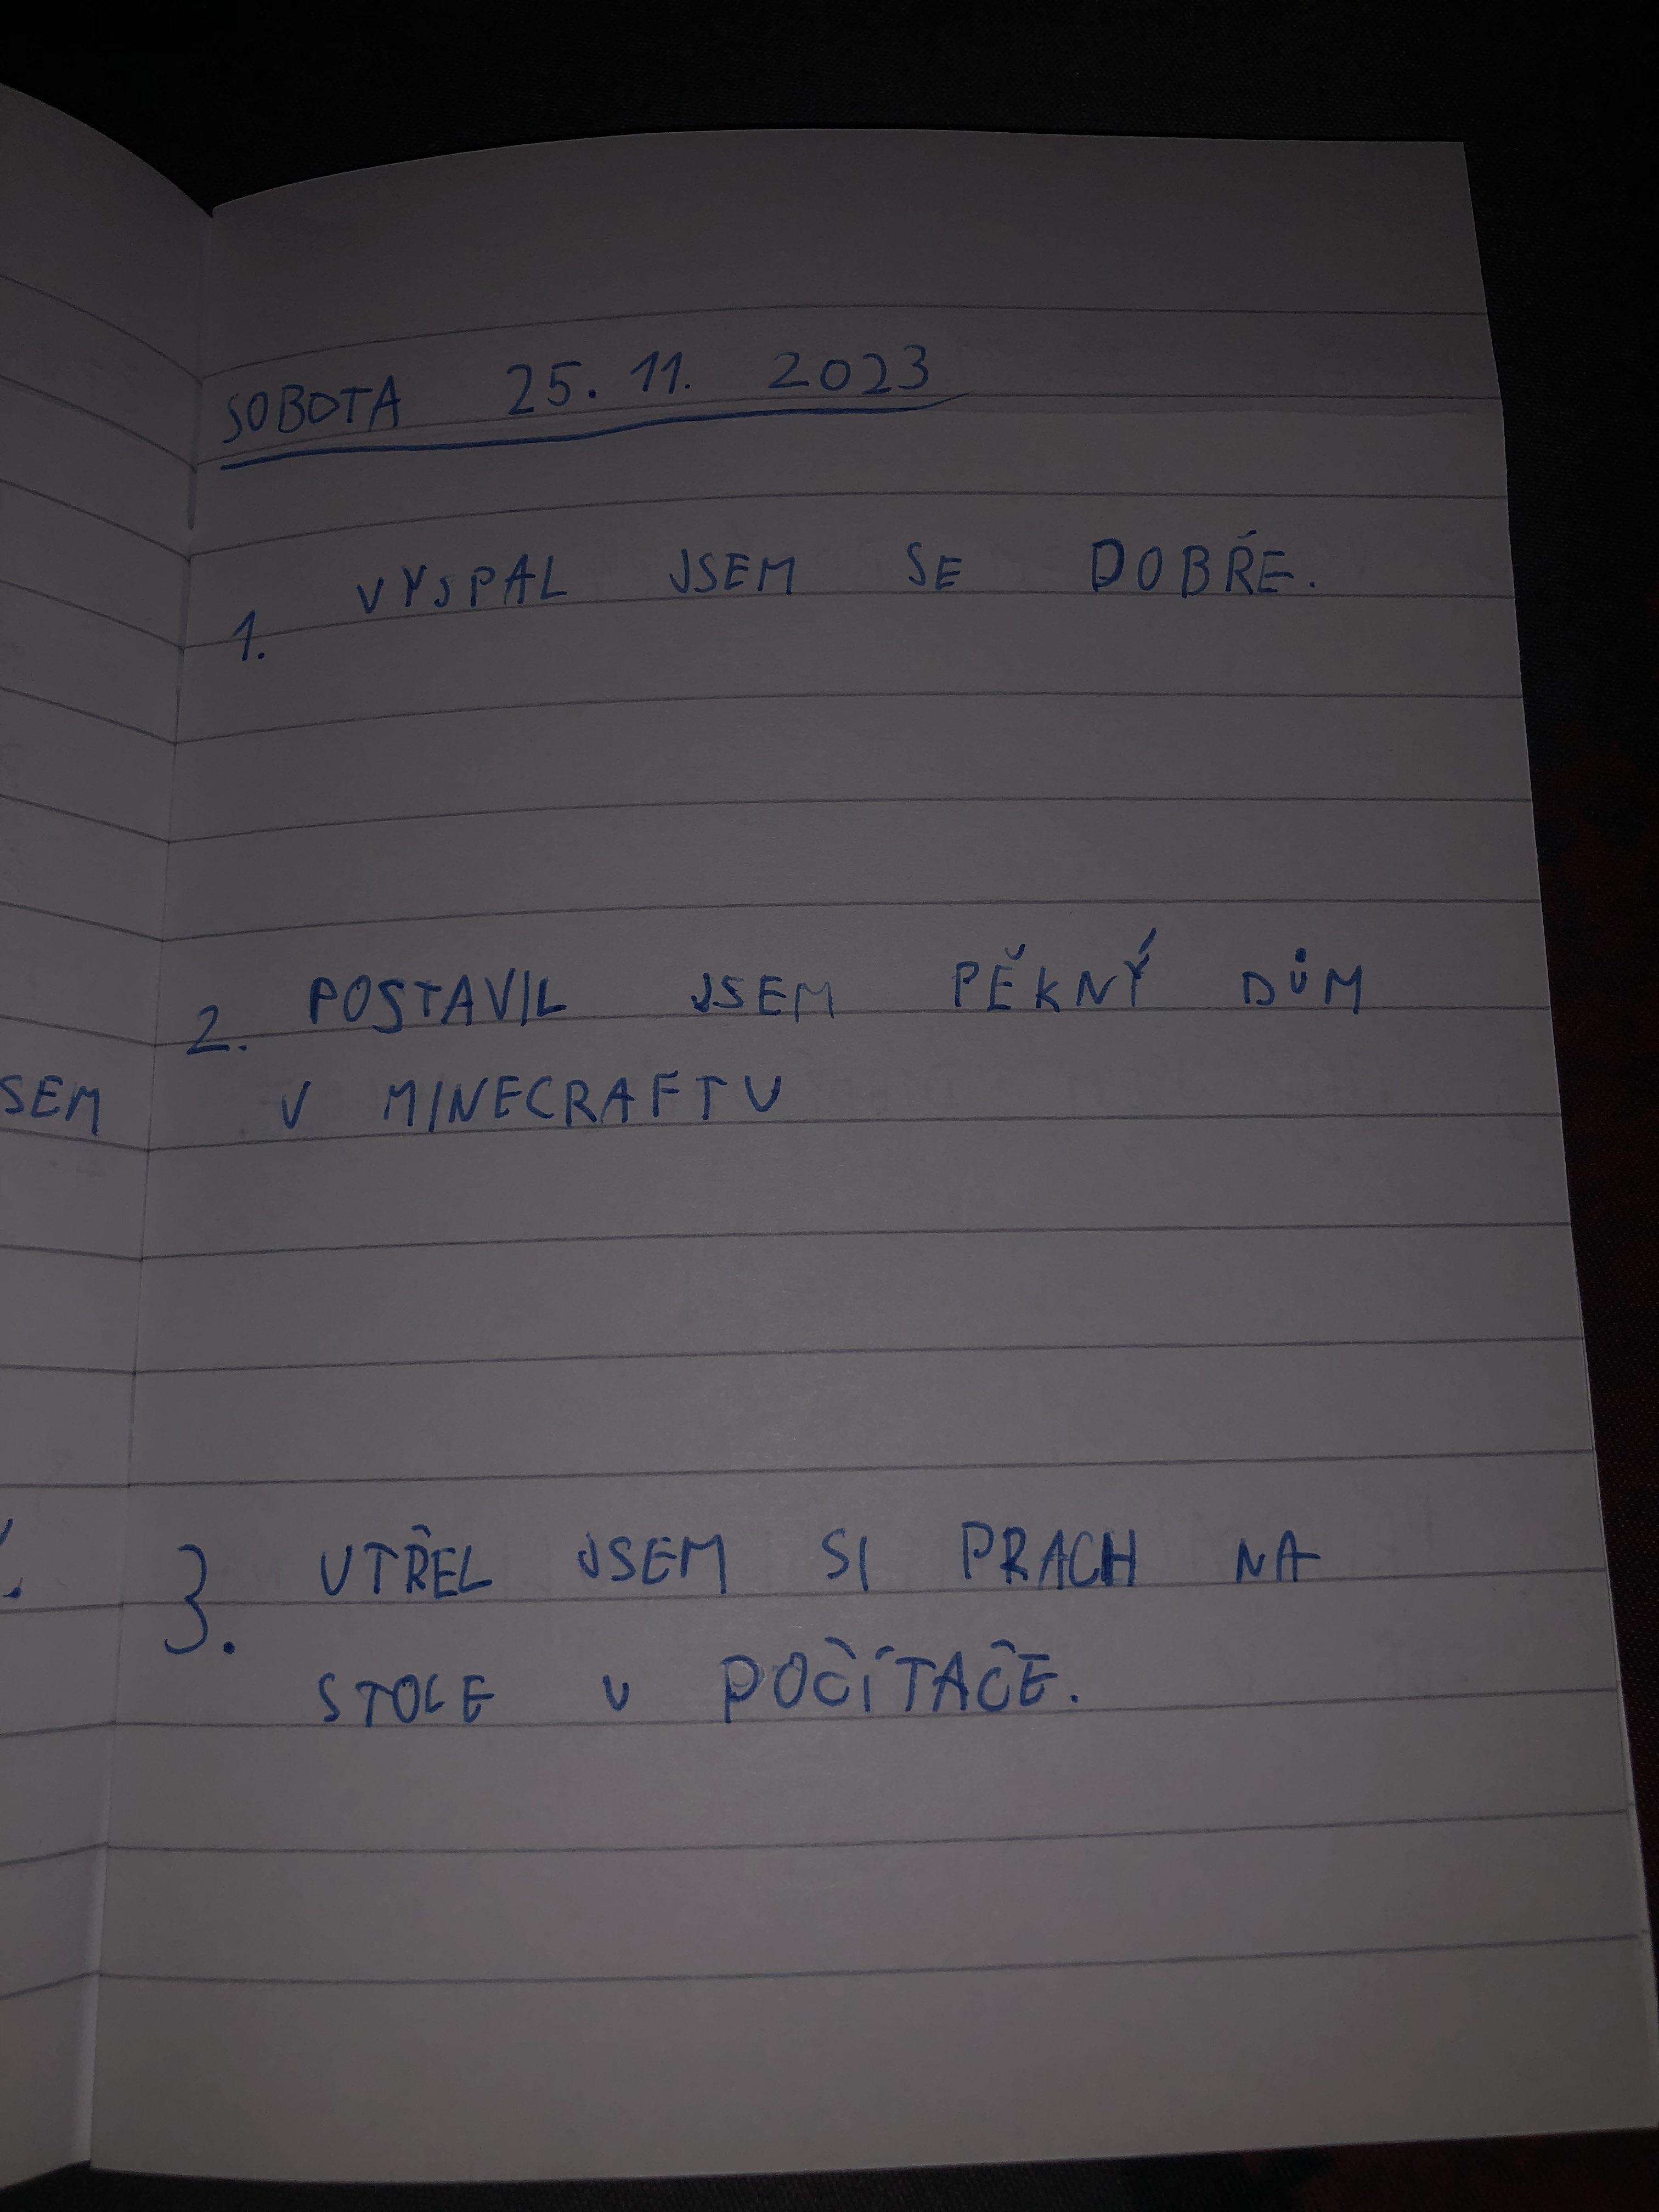 SOBOTA 25. 11. 2023
1. VYSPAL JSEM SE DOBŘE.
2. POSTAVIL JSEM PĚKNÝ DŮM
SEM
V MINECRAFTU
3. UTŘEL JSEM SI PRACH NA
STOLE U POČÍTAČE.